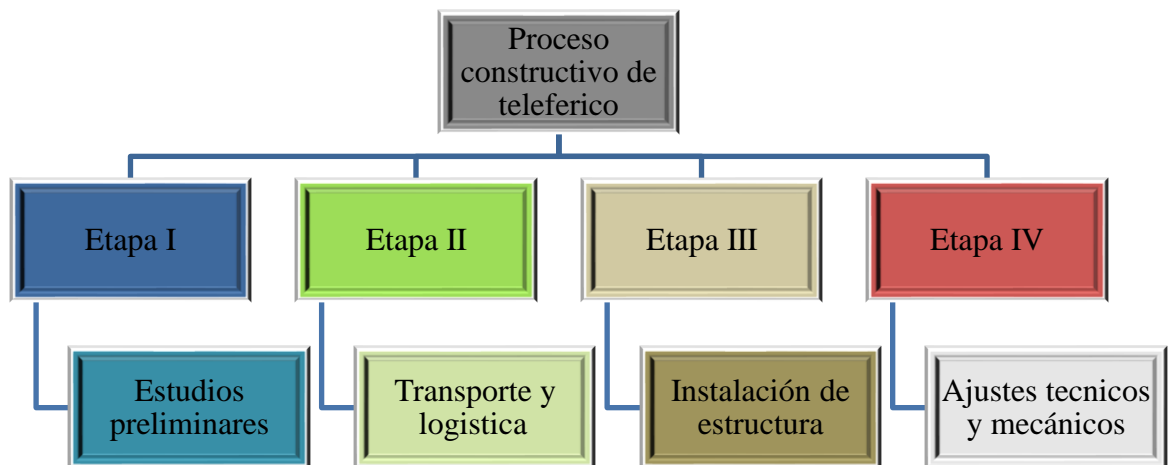 Proceso
constructivo de
teleferico
Etapa I
Etapa II
Etapa III
Etapa IV
Estudios
preliminares
Transporte y
logistica
Instalación de
estructura
Ajustes tecnicos
y mecánicos